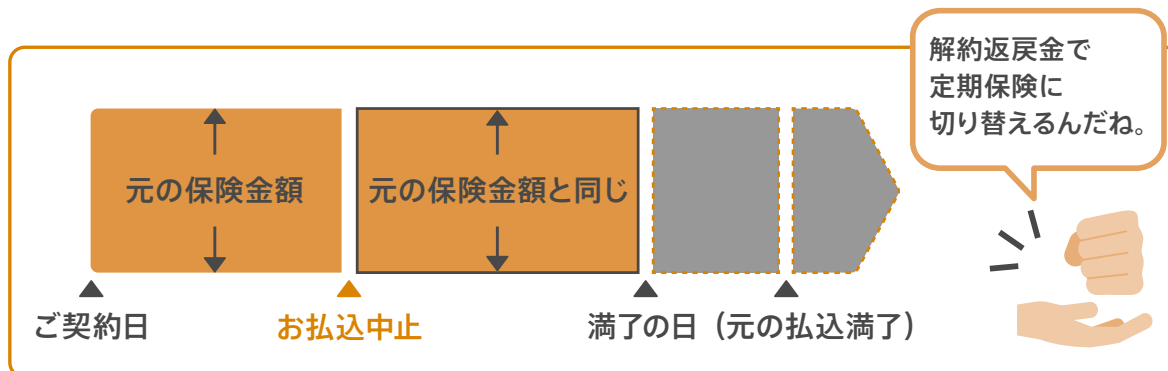 解約返戻金で
定期保険に
切り替えるんだね。
元の保険金額
元の保険金額と同じ
ご契約日
お払込中止
満了の日（元の払込満了）